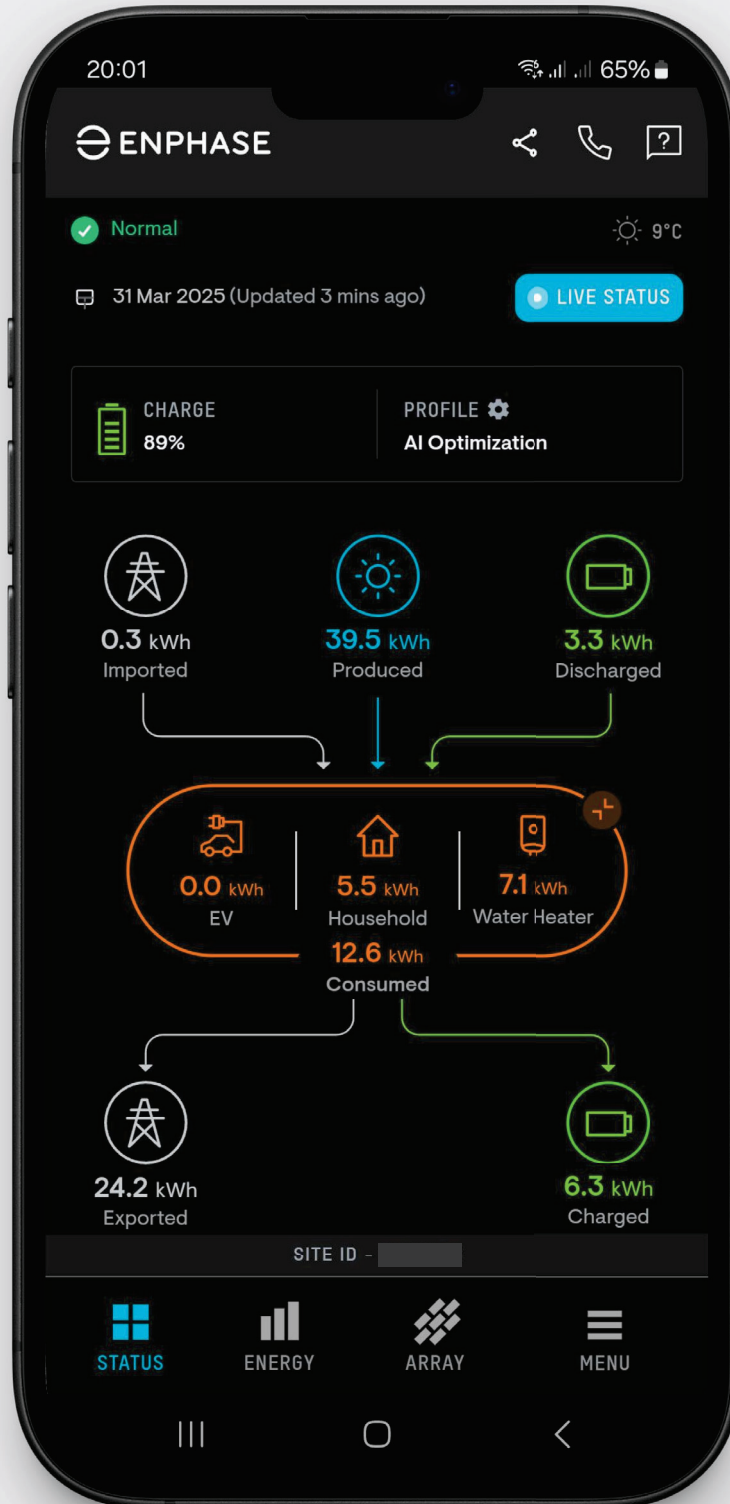 20:01 65%
ENPHASE
Normal 9°C
31 Mar 2025 (Updated 3 mins ago) LIVE STATUS
CHARGE PROFILE
89% AI Optimization
0.3 kWh 39.5 kWh 3.3 kWh
Imported Produced Discharged
0.0 kWh 5.5 kWh 7.1 kWh
EV Household Water Heater
12.6 kWh
Consumed
24.2 kWh 6.3 kWh
Exported Charged
SITE ID -
STATUS ENERGY ARRAY MENU